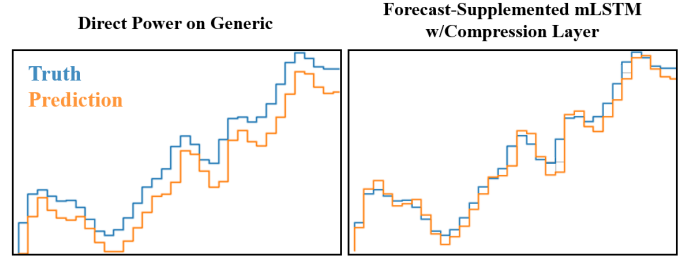 Direct Power on Generic
Forecast-Supplemented mLSTM
w/Compression Layer
Truth
Prediction